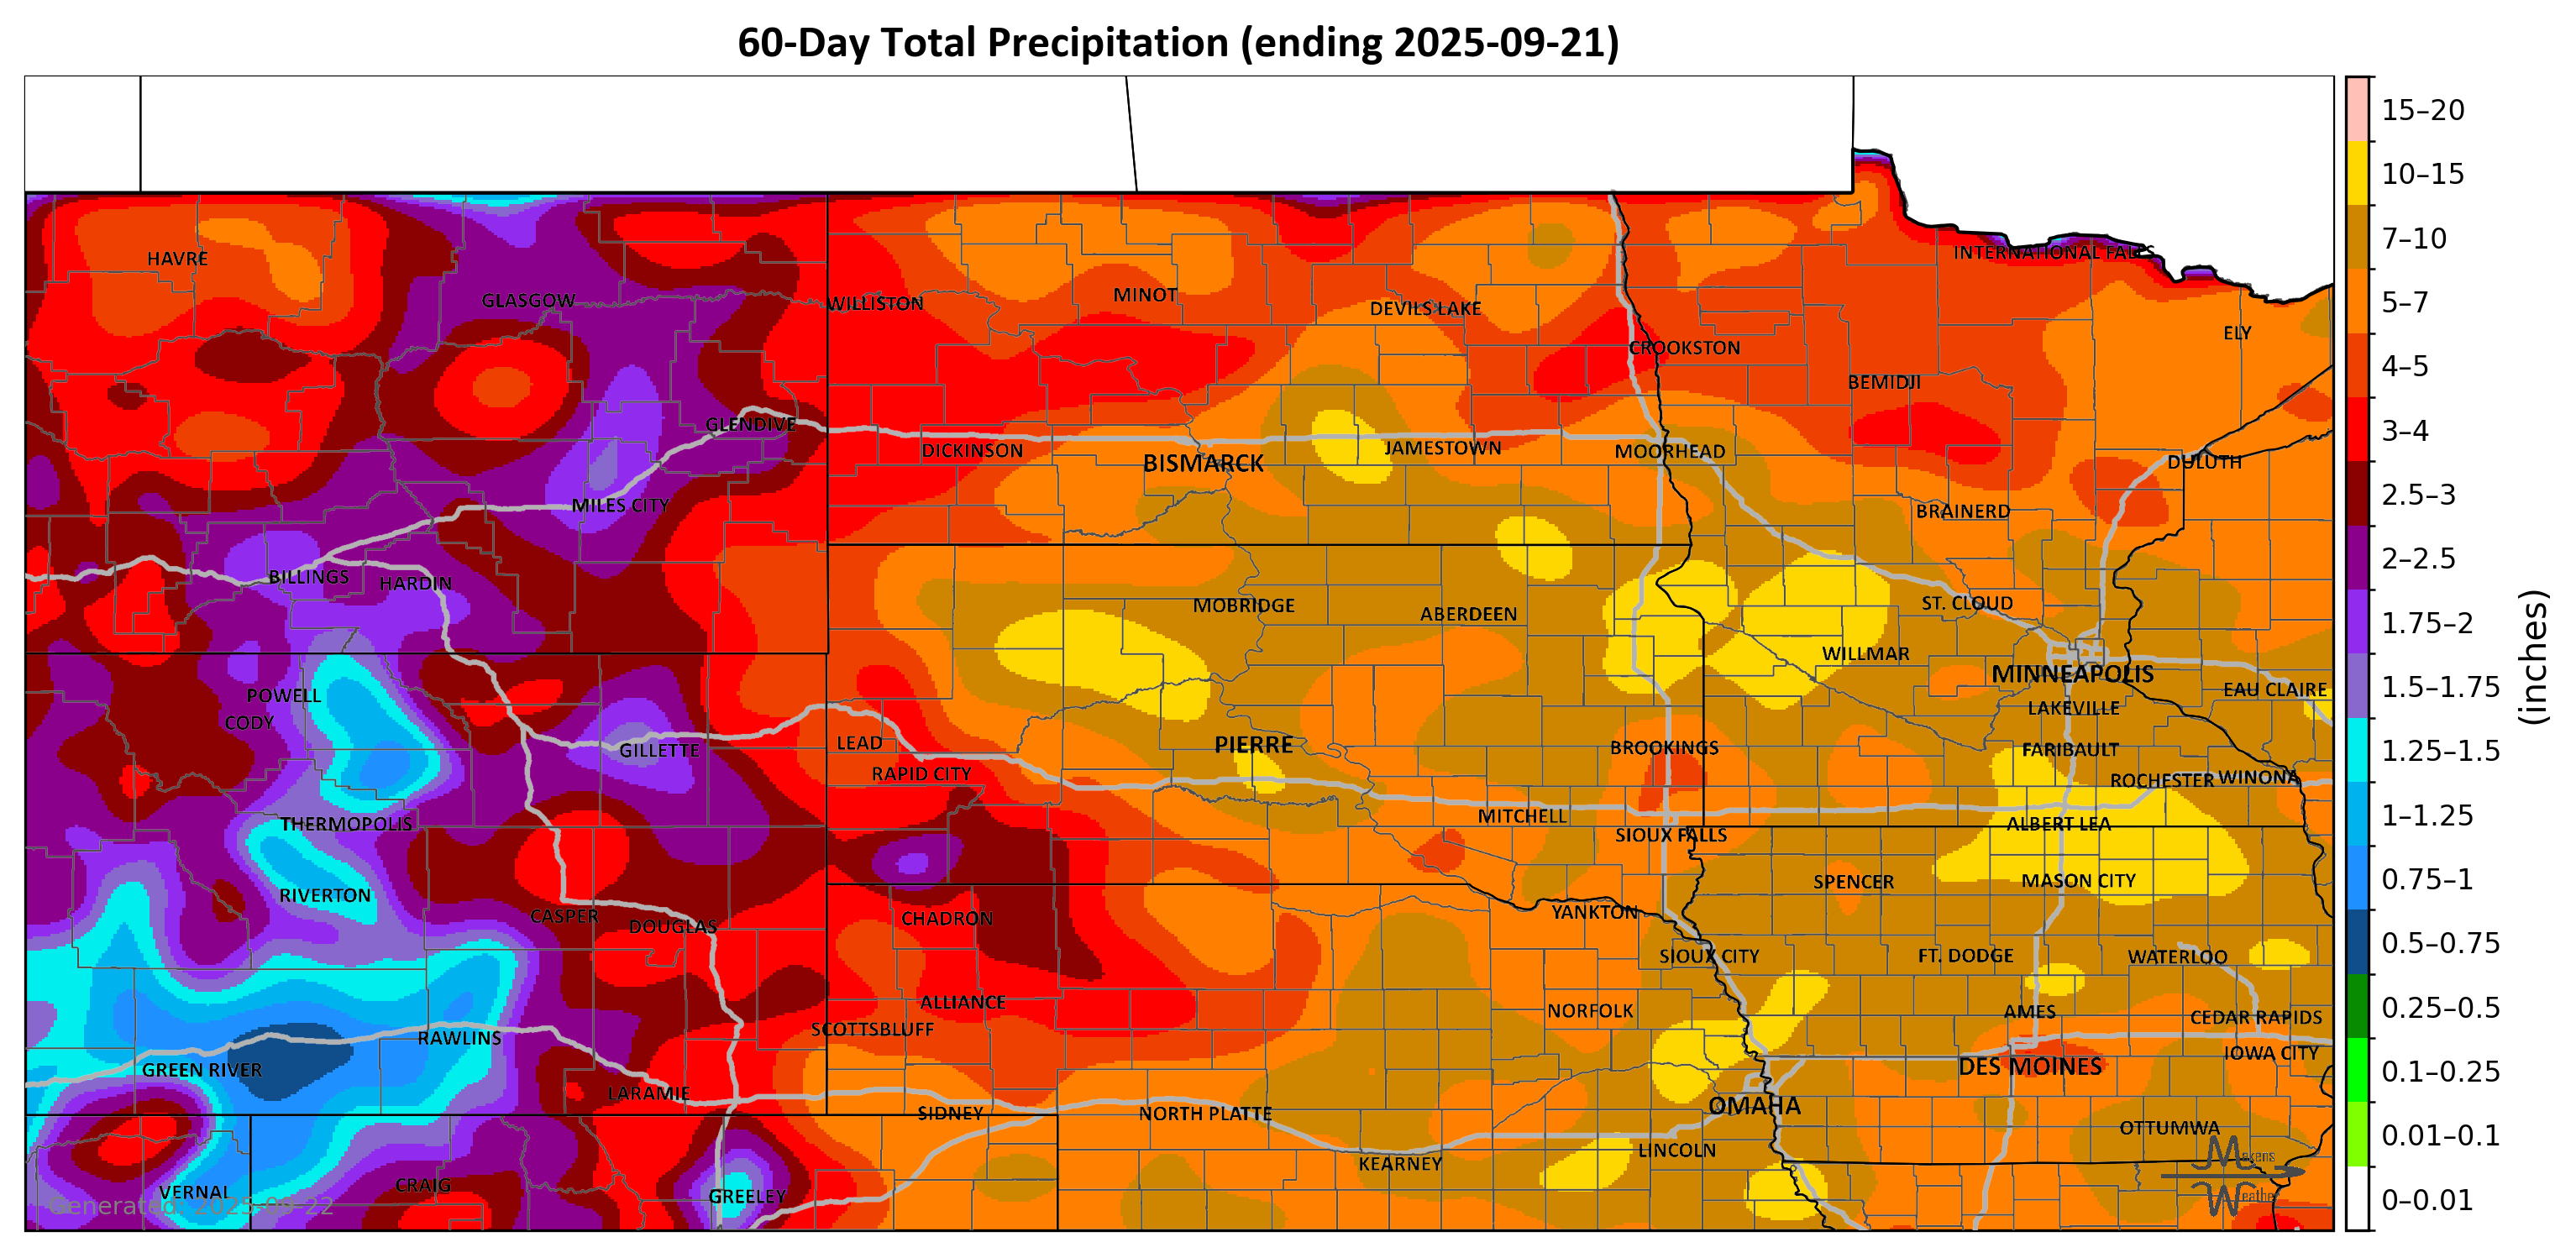 60-Day Total Precipitation (ending 2025-09-21)
15–20
10–15
7–10
5–7
4–5
3–4
2.5–3
2–2.5
1.75–2
1.5–1.75
1.25–1.5
1–1.25
0.75–1
0.5–0.75
0.25–0.5
0.1–0.25
0.01–0.1
0–0.01
(inches)
HAVRE
INTERNATIONAL FALLS
GLASGOW
WILLISTON
MINOT
DEVILS LAKE
ELY
CROOKSTON
BEMIDJI
GLENDIVE
DICKINSON
BISMARCK
JAMESTOWN
MOORHEAD
DULUTH
MILES CITY
BRAINERD
BILLINGS
HARDIN
MOBRIDGE
ABERDEEN
ST. CLOUD
WILLMAR
MINNEAPOLIS
POWELL
CODY
EAU CLAIRE
LAKEVILLE
GILLETTE
LEAD
PIERRE
BROOKINGS
FARIBAULT
RAPID CITY
ROCHESTER
WINONA
THERMOPOLIS
MITCHELL
SIOUX FALLS
ALBERT LEA
RIVERTON
SPENCER
MASON CITY
CASPER
DOUGLAS
CHADRON
YANKTON
SIOUX CITY
FT. DODGE
WATERLOO
ALLIANCE
NORFOLK
AMES
CEDAR RAPIDS
SCOTTSBLUFF
RAWLINS
IOWA CITY
GREEN RIVER
DES MOINES
LARAMIE
SIDNEY
NORTH PLATTE
OMAHA
OTTUMWA
LINCOLN
KEARNEY
VERNAL
CRAIG
GREELEY
Makens
Weather
Generated: 2025-09-22